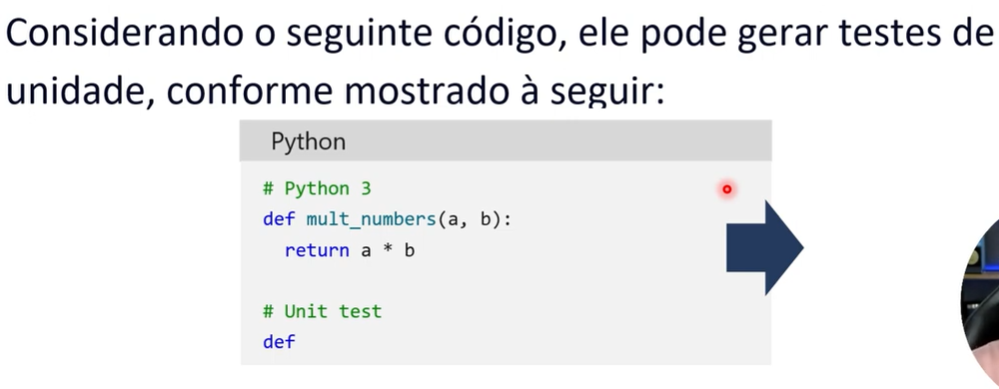 Considerando o seguinte código, ele pode gerar testes de
unidade, conforme mostrado à seguir:
Python
# Python 3
def mult_numbers(a, b):
return a * b
# Unit test
def